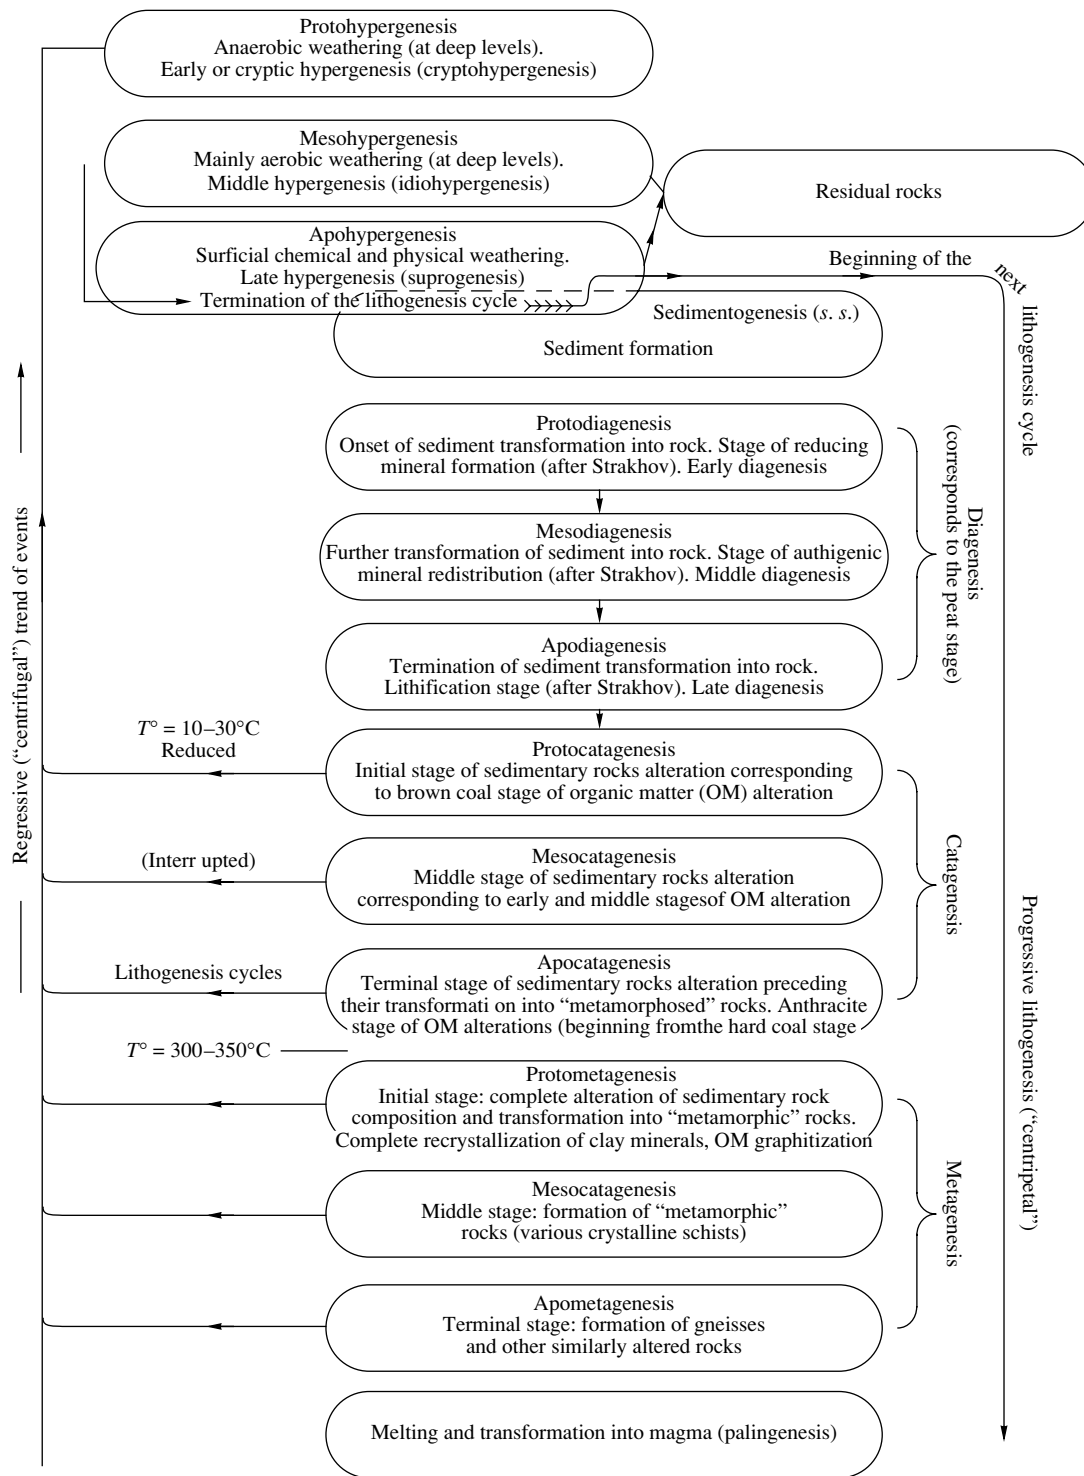 Protohypergenesis
Anaerobic weathering (at deep levels).
Early or cryptic hypergenesis (cryptohypergenesis)
Mesohypergenesis
Mainly aerobic weathering (at deep levels).
Middle hypergenesis (idiohypergenesis)
Residual rocks
Apohypergenesis
Surficial chemical and physical weathering.
Late hypergenesis (suprogenesis)
Termination of the lithogenesis cycle
Beginning of the next lithogenesis cycle
Sedimentogenesis (s. s.)
Sediment formation
Protodiagenesis
Onset of sediment transformation into rock. Stage of reducing
mineral formation (after Strakhov). Early diagenesis
Mesodiagenesis
Further transformation of sediment into rock. Stage of authigenic
mineral redistribution (after Strakhov). Middle diagenesis
Apodiagenesis
Termination of sediment transformation into rock.
Lithification stage (after Strakhov). Late diagenesis
Diagenesis
(corresponds to the peat stage)
Regressive (“centrifugal”) trend of events
T° = 10–30°C
Reduced
Protocatagenesis
Initial stage of sedimentary rocks alteration corresponding
to brown coal stage of organic matter (OM) alteration
(Interr upted)
Mesocatagenesis
Middle stage of sedimentary rocks alteration
corresponding to early and middle stagesof OM alteration
Catagenesis
Lithogenesis cycles
Apocatagenesis
Terminal stage of sedimentary rocks alteration preceding
their transformati on into “metamorphosed” rocks. Anthracite
stage of OM alterations (beginning fromthe hard coal stage
Progressive lithogenesis (“centripetal”)
T° = 300–350°C
Protometagenesis
Initial stage: complete alteration of sedimentary rock
composition and transformation into “metamorphic” rocks.
Complete recrystallization of clay minerals, OM graphitization
Mesocatagenesis
Middle stage: formation of “metamorphic”
rocks (various crystalline schists)
Metagenesis
Apometagenesis
Terminal stage: formation of gneisses
and other similarly altered rocks
Melting and transformation into magma (palingenesis)